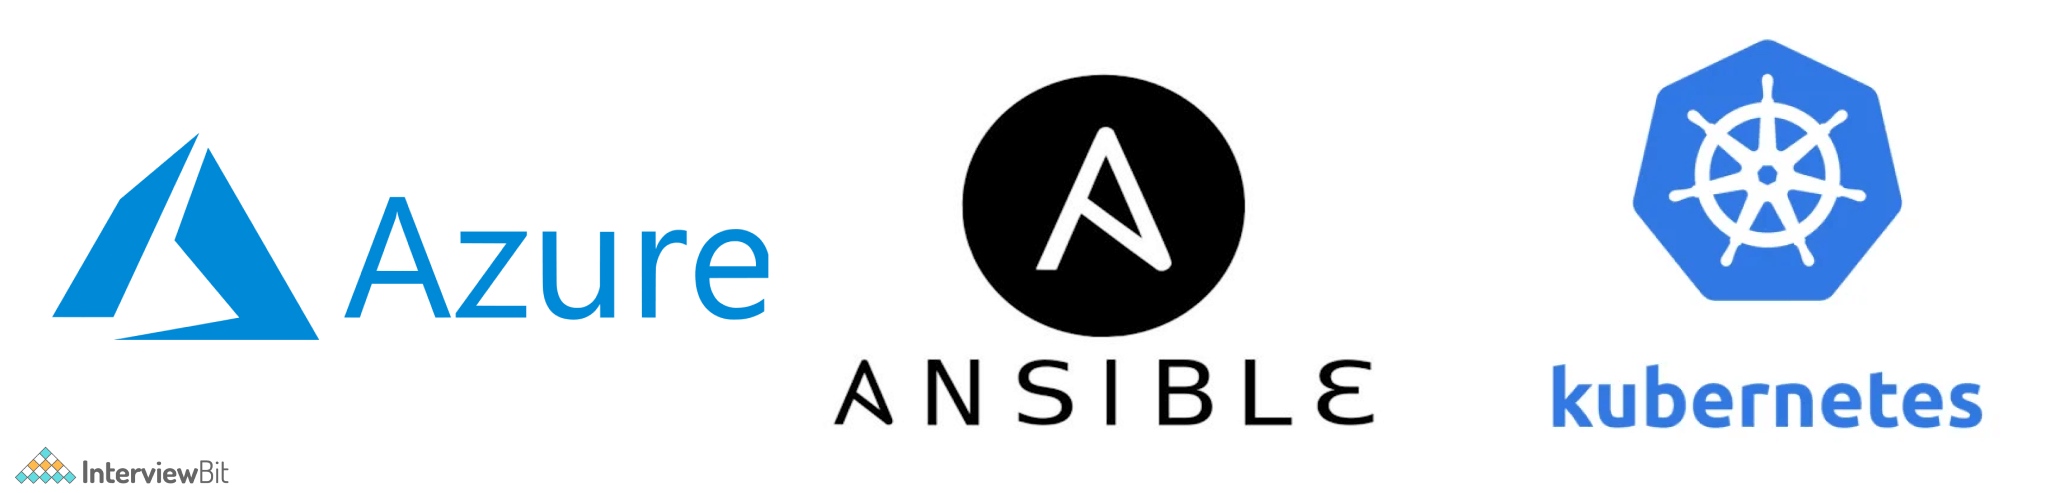 Azure
ANSIBLE
kubernetes
InterviewBit